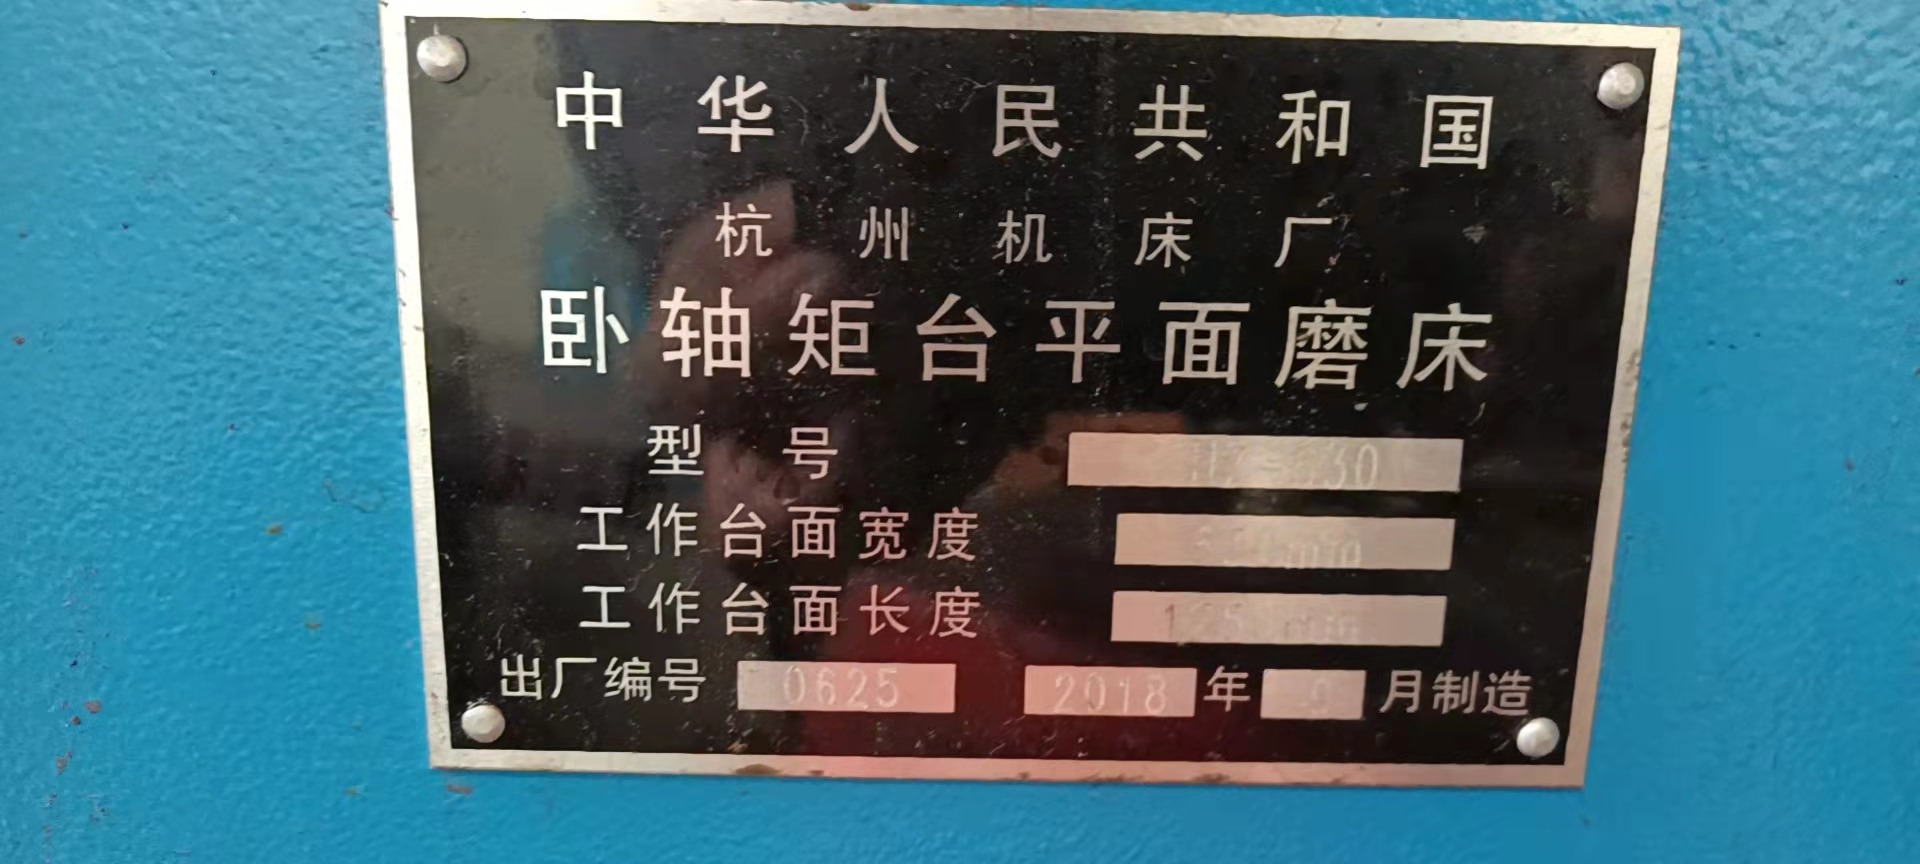 中华人民共和国
杭州机床厂
卧轴矩台平面磨床
型号
工作台面宽度
工作台面长度
出厂编号 0625 2018 年 月制造